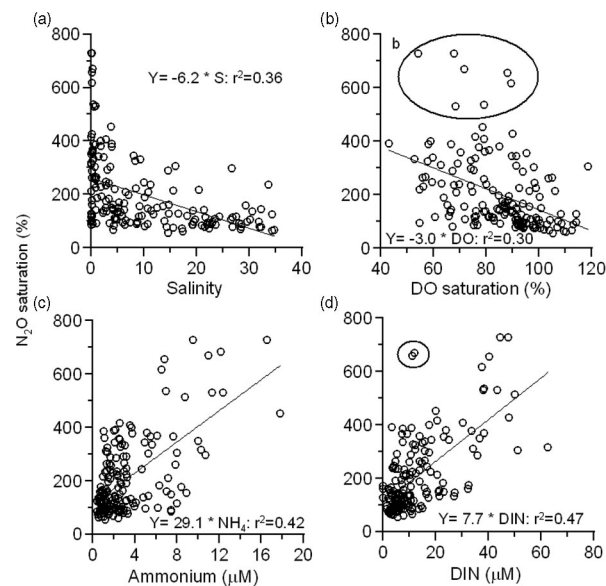 (a)
(b)
N2O saturation (%)
800
600
400
200
0
Y= -6.2 * S: r²=0.36
0 10 20 30 40
Salinity
800
600
400
200
0
b
Y= -3.0 * DO: r²=0.30
40 60 80 100 120
DO saturation (%)
(c)
(d)
800
600
400
200
0
Y= 29.1 * NH4: r²=0.42
0 4 8 12 16 20
Ammonium (μM)
800
600
400
200
0
Y= 7.7 * DIN: r²=0.47
0 20 40 60 80
DIN (μM)